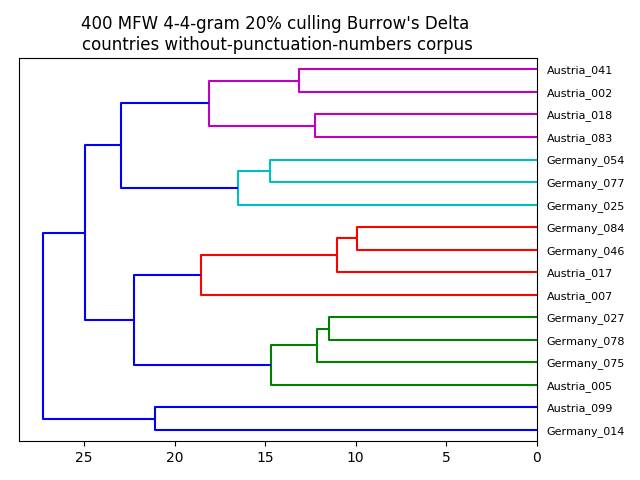 400 MFW 4-4-gram 20% culling Burrow's Delta
countries without-punctuation-numbers corpus
Austria_041
Austria_002
Austria_018
Austria_083
Germany_054
Germany_077
Germany_025
Germany_084
Germany_046
Austria_017
Austria_007
Germany_027
Germany_078
Germany_075
Austria_005
Austria_099
Germany_014
25 20 15 10 5 0